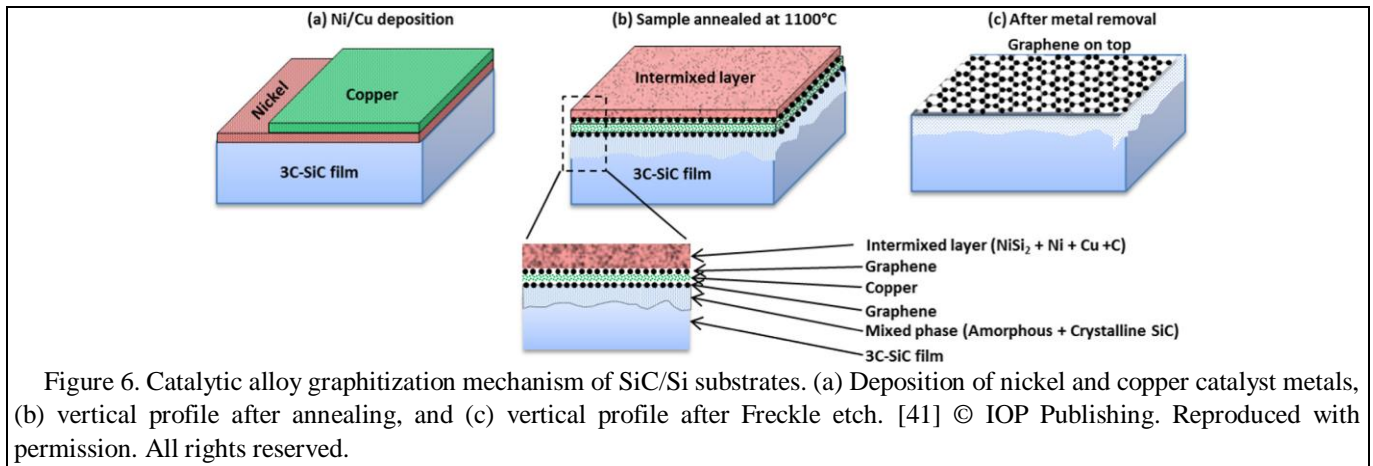 (a) Ni/Cu deposition
(b) Sample annealed at 1100°C
(c) After metal removal
Nickel
Copper
3C-SiC film
Intermixed layer
3C-SiC film
Graphene on top
Intermixed layer (NiSi₂ + Ni + Cu +C)
Graphene
Copper
Graphene
Mixed phase (Amorphous + Crystalline SiC)
3C-SiC film
Figure 6. Catalytic alloy graphitization mechanism of SiC/Si substrates. (a) Deposition of nickel and copper catalyst metals,
(b) vertical profile after annealing, and (c) vertical profile after Freckle etch. [41] © IOP Publishing. Reproduced with
permission. All rights reserved.